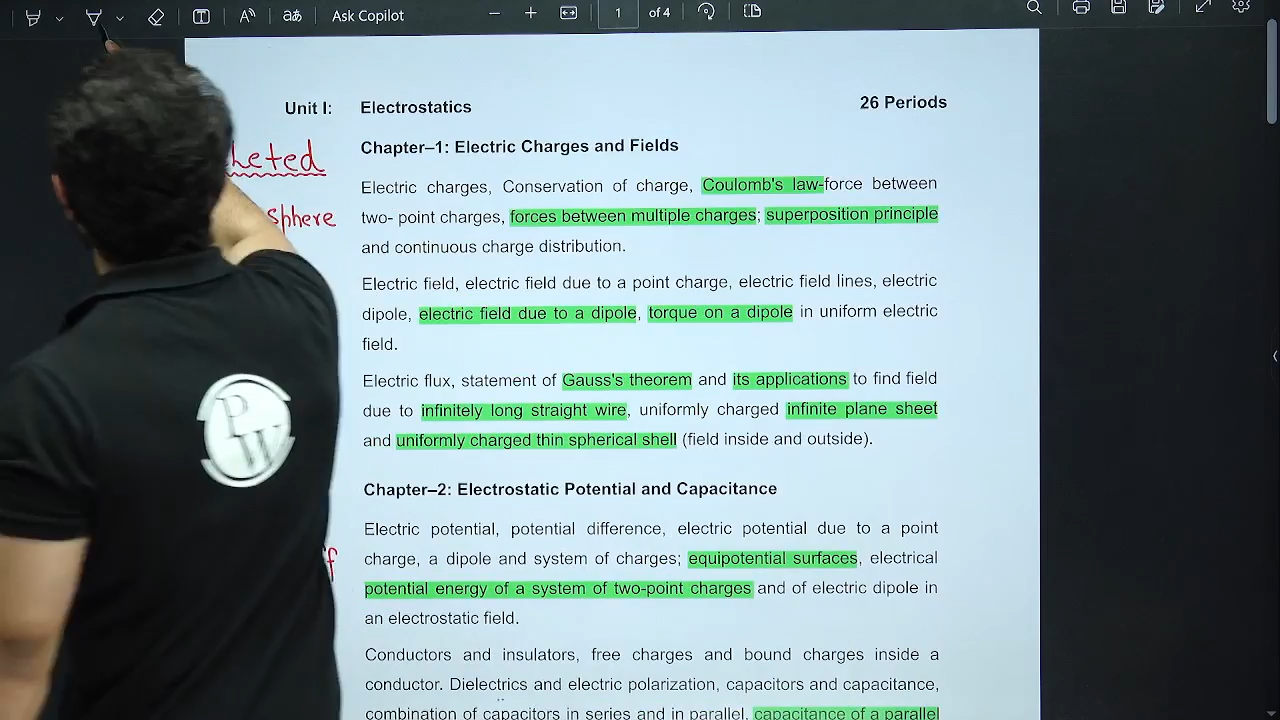 Ask Copilot
1 of 4
Unit I: Electrostatics 26 Periods
Chapter–1: Electric Charges and Fields
Electric charges, Conservation of charge, Coulomb's law-force between
sphere
two- point charges, forces between multiple charges; superposition principle
and continuous charge distribution.
Electric field, electric field due to a point charge, electric field lines, electric
dipole, electric field due to a dipole, torque on a dipole in uniform electric
field.
Electric flux, statement of Gauss's theorem and its applications to find field
due to infinitely long straight wire, uniformly charged infinite plane sheet
and uniformly charged thin spherical shell (field inside and outside).
PW
Chapter–2: Electrostatic Potential and Capacitance
Electric potential, potential difference, electric potential due to a point
charge, a dipole and system of charges; equipotential surfaces, electrical
potential energy of a system of two-point charges and of electric dipole in
an electrostatic field.
Conductors and insulators, free charges and bound charges inside a
conductor. Dielectrics and electric polarization, capacitors and capacitance,
combination of capacitors in series and in parallel, capacitance of a parallel